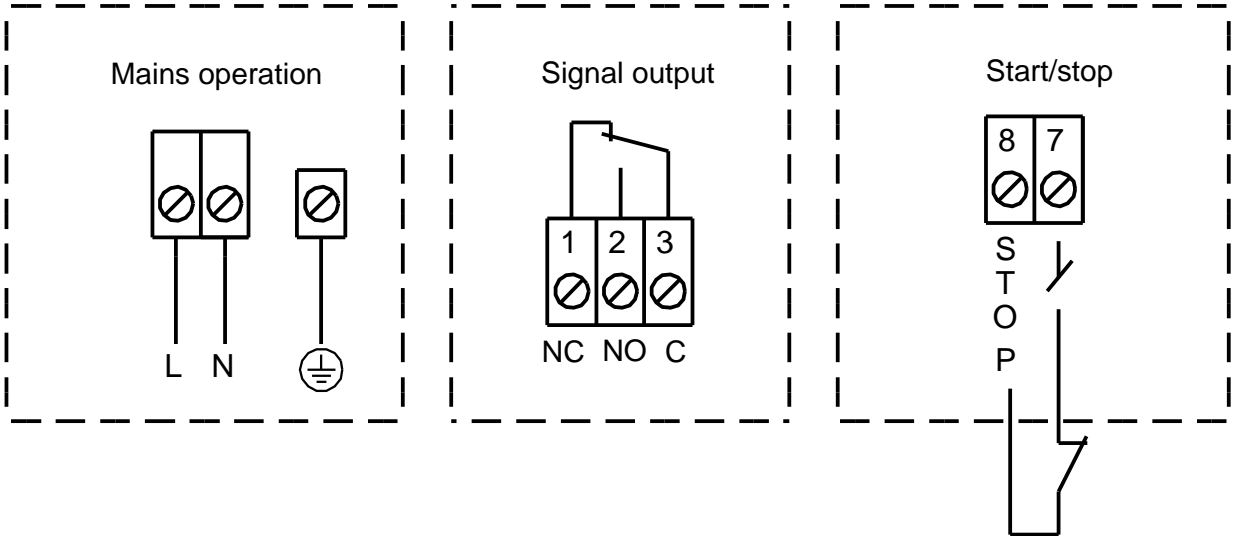 Mains operation
L N
Signal output
1 2 3
NC NO C
Start/stop
8 7
S
T
O
P